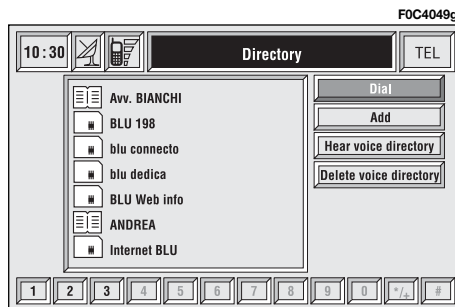 F0C4049g
10:30 Directory TEL
Avv. BIANCHI
BLU 198
blu connecto
blu dedica
BLU Web info
ANDREA
Internet BLU
Dial
Add
Hear voice directory
Delete voice directory
1 2 3 4 5 6 7 8 9 0 */+ #